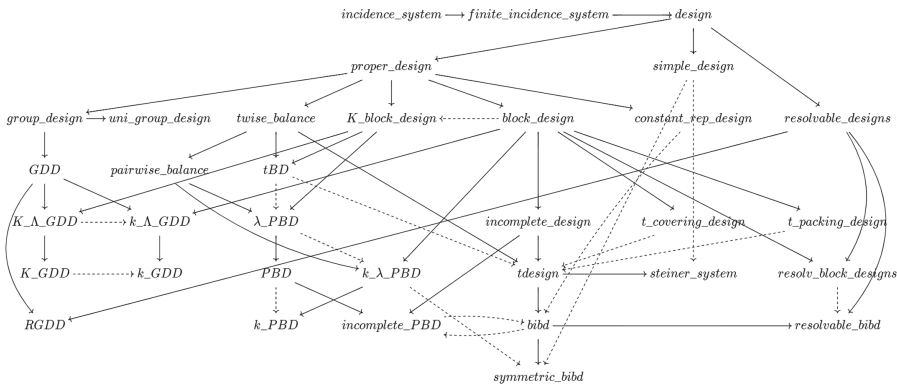 incidence_system finite_incidence_system design
proper_design simple_design
group_design uni_group_design twise_balance K_block_design block_design constant_rep_design resolvable_designs
GDD pairwise_balance tBD
K_Λ_GDD k_Λ_GDD λ_PBD incomplete_design t_covering_design t_packing_design
K_GDD k_GDD PBD k_λ_PBD tdesign steiner_system resolv_block_designs
RGDD k_PBD incomplete_PBD bibd resolvable_bibd
symmetric_bibd